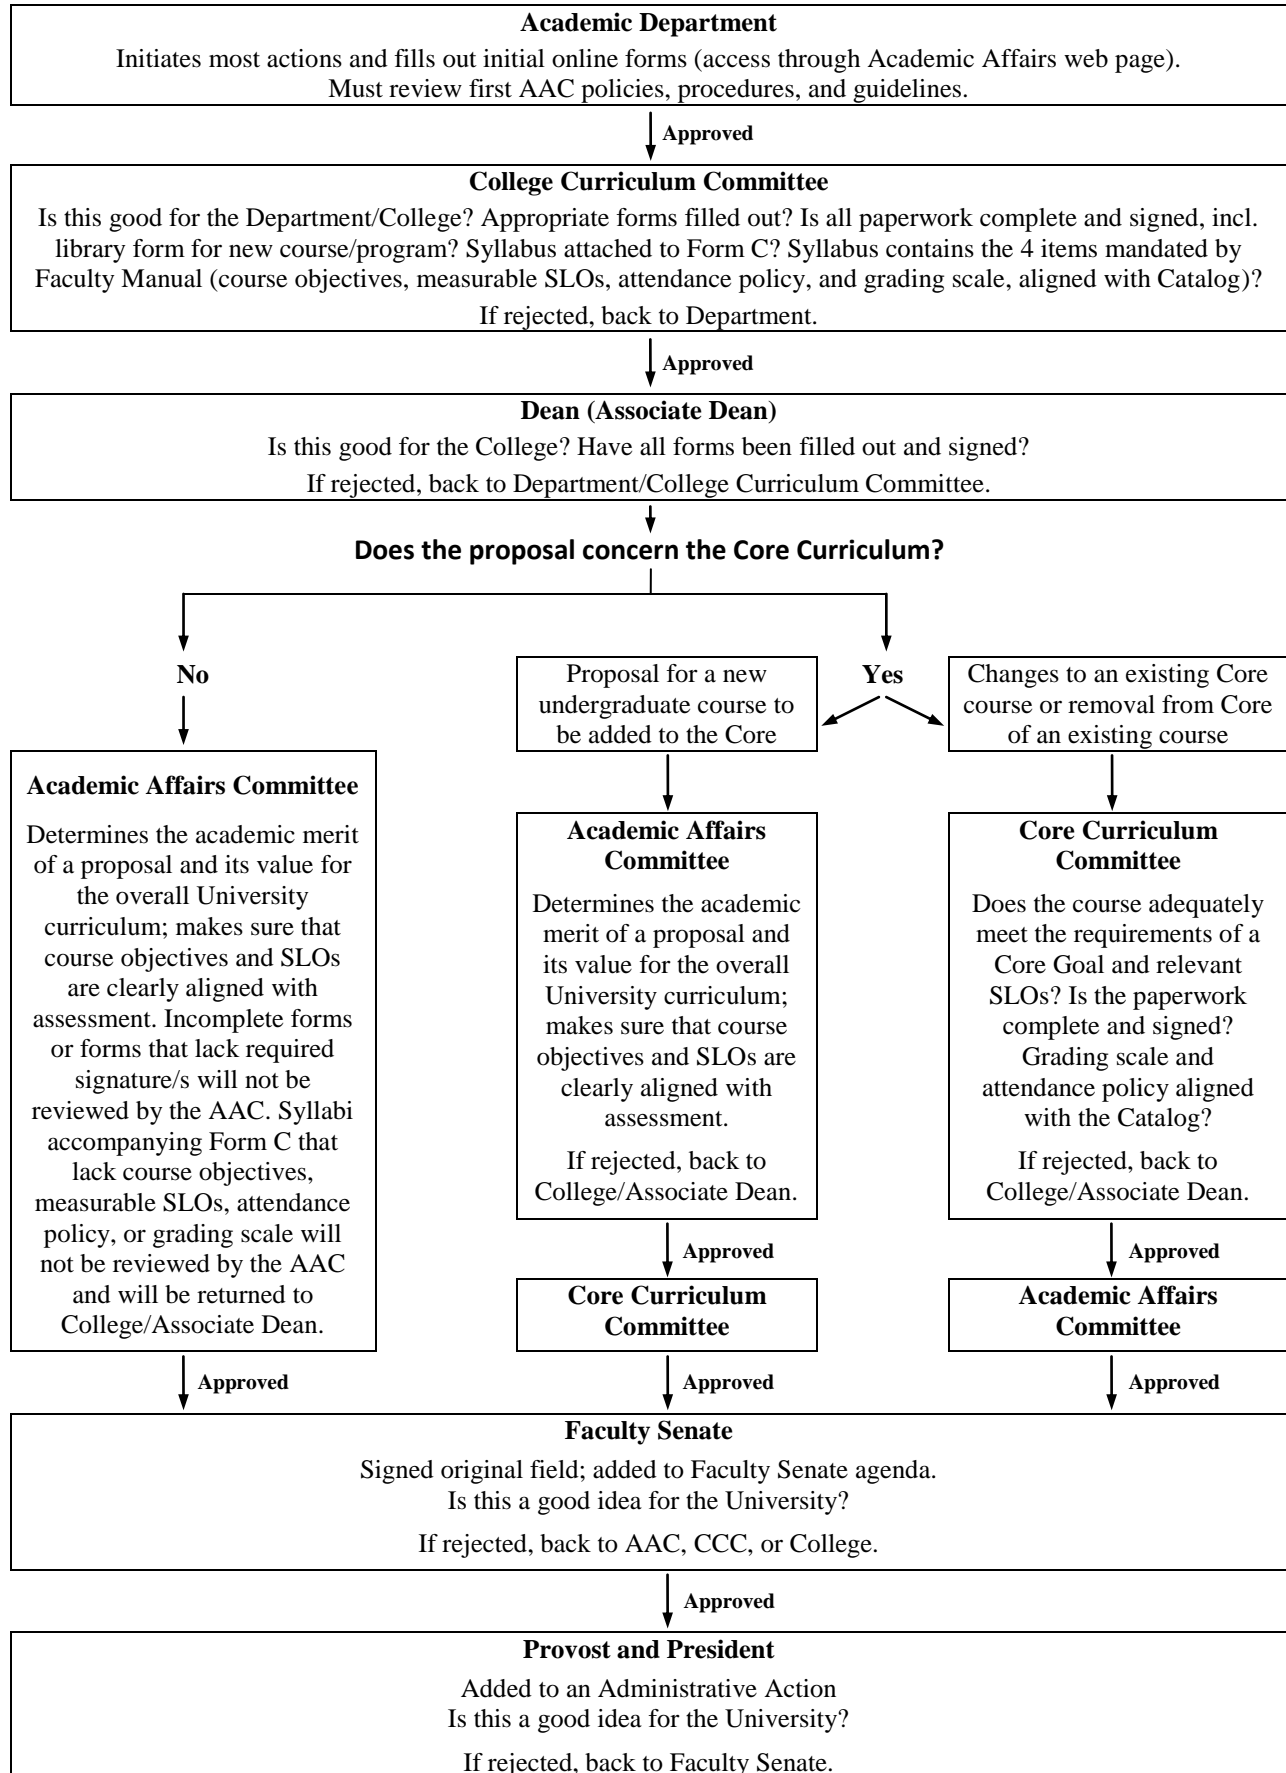 Academic Department
Initiates most actions and fills out initial online forms (access through Academic Affairs web page).
Must review first AAC policies, procedures, and guidelines.
Approved
College Curriculum Committee
Is this good for the Department/College? Appropriate forms filled out? Is all paperwork complete and signed, incl.
library form for new course/program? Syllabus attached to Form C? Syllabus contains the 4 items mandated by
Faculty Manual (course objectives, measurable SLOs, attendance policy, and grading scale, aligned with Catalog)?
If rejected, back to Department.
Approved
Dean (Associate Dean)
Is this good for the College? Have all forms been filled out and signed?
If rejected, back to Department/College Curriculum Committee.
Does the proposal concern the Core Curriculum?
No
Yes
Academic Affairs Committee
Determines the academic merit
of a proposal and its value for
the overall University
curriculum; makes sure that
course objectives and SLOs
are clearly aligned with
assessment. Incomplete forms
or forms that lack required
signature/s will not be
reviewed by the AAC. Syllabi
accompanying Form C that
lack course objectives,
measurable SLOs, attendance
policy, or grading scale will
not be reviewed by the AAC
and will be returned to
College/Associate Dean.
Approved
Proposal for a new
undergraduate course to
be added to the Core
Academic Affairs
Committee
Determines the academic
merit of a proposal and
its value for the overall
University curriculum;
makes sure that course
objectives and SLOs are
clearly aligned with
assessment.
If rejected, back to
College/Associate Dean.
Approved
Core Curriculum
Committee
Approved
Changes to an existing Core
course or removal from Core
of an existing course
Core Curriculum
Committee
Does the course adequately
meet the requirements of a
Core Goal and relevant
SLOs? Is the paperwork
complete and signed?
Grading scale and
attendance policy aligned
with the Catalog?
If rejected, back to
College/Associate Dean.
Approved
Academic Affairs
Committee
Approved
Faculty Senate
Signed original field; added to Faculty Senate agenda.
Is this a good idea for the University?
If rejected, back to AAC, CCC, or College.
Approved
Provost and President
Added to an Administrative Action
Is this a good idea for the University?
If rejected, back to Faculty Senate.